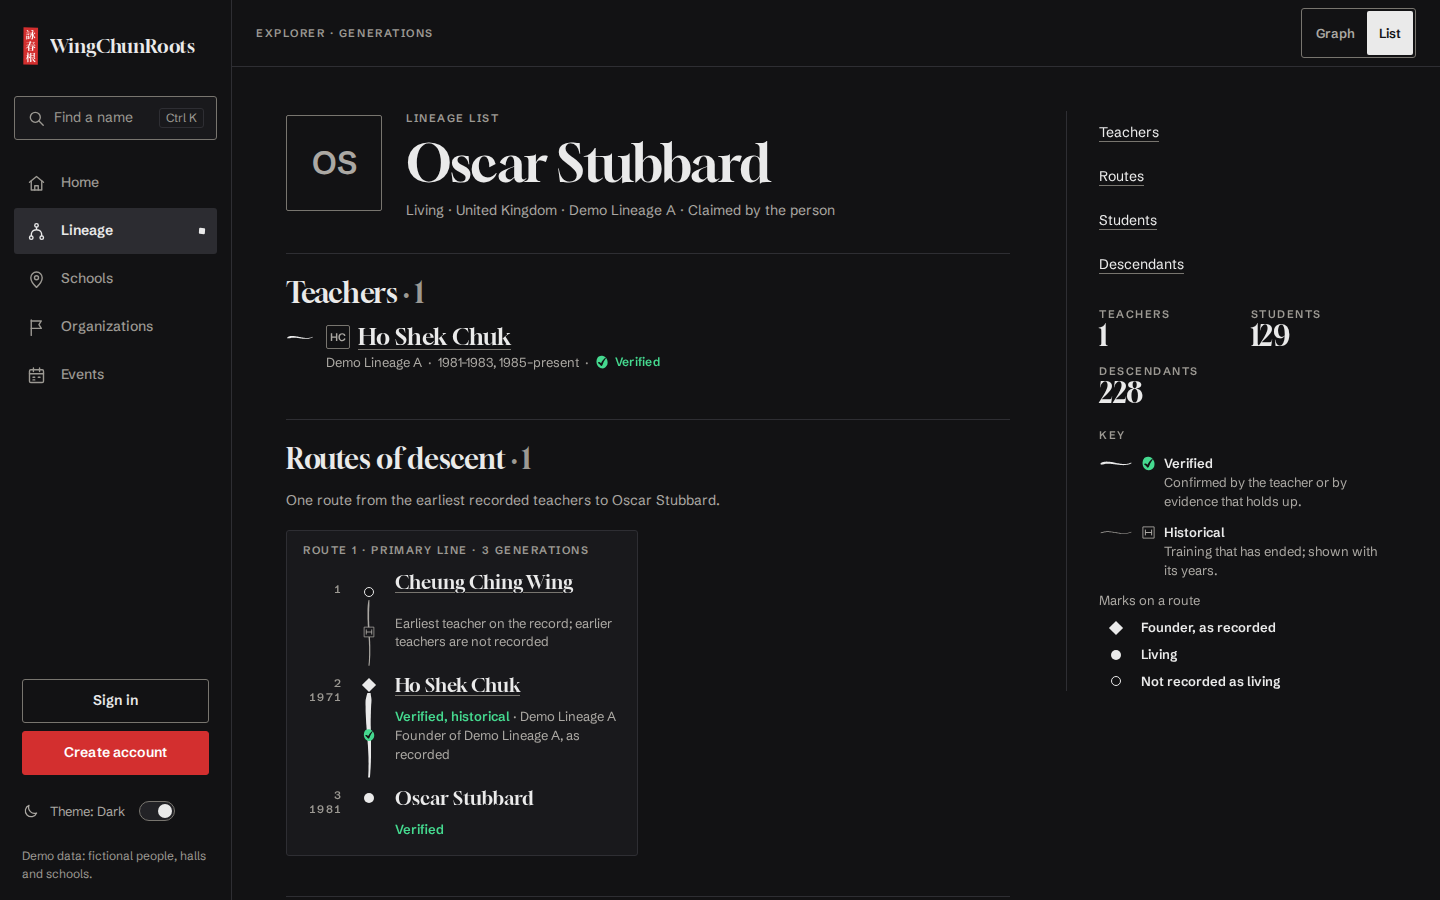 詠春根
WingChunRoots
Find a name
Ctrl K
Home
Lineage
Schools
Organizations
Events
Sign in
Create account
Theme: Dark
Demo data: fictional people, halls
and schools.
EXPLORER · GENERATIONS
Graph
List
OS
LINEAGE LIST
Oscar Stubbard
Living · United Kingdom · Demo Lineage A · Claimed by the person
Teachers · 1
HC
Ho Shek Chuk
Demo Lineage A · 1981–1983, 1985–present · Verified
Routes of descent · 1
One route from the earliest recorded teachers to Oscar Stubbard.
ROUTE 1 · PRIMARY LINE · 3 GENERATIONS
1
Cheung Ching Wing
Earliest teacher on the record; earlier
teachers are not recorded
H
2
1971
Ho Shek Chuk
Verified, historical · Demo Lineage A
Founder of Demo Lineage A, as
recorded
3
1981
Oscar Stubbard
Verified
Teachers
Routes
Students
Descendants
TEACHERS
1
STUDENTS
129
DESCENDANTS
228
KEY
Verified
Confirmed by the teacher or by
evidence that holds up.
H
Historical
Training that has ended; shown with
its years.
Marks on a route
Founder, as recorded
Living
Not recorded as living